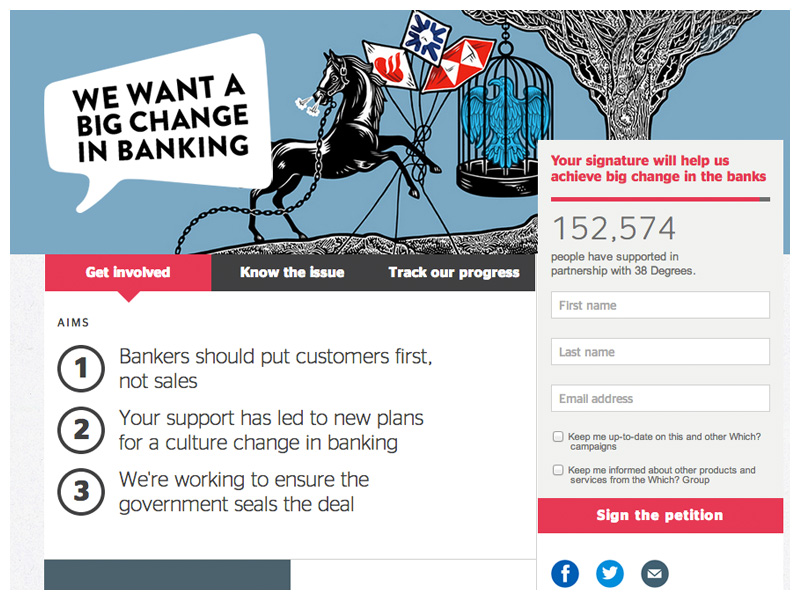 WE WANT A
BIG CHANGE
IN BANKING
Your signature will help us
achieve big change in the banks
152,574
people have supported in
partnership with 38 Degrees.
First name
Last name
Email address
Keep me up-to-date on this and other Which?
campaigns
Keep me informed about other products and
services from the Which? Group
Sign the petition
Get involved
Know the issue
Track our progress
AIMS
1 Bankers should put customers first,
not sales
2 Your support has led to new plans
for a culture change in banking
3 We're working to ensure the
government seals the deal